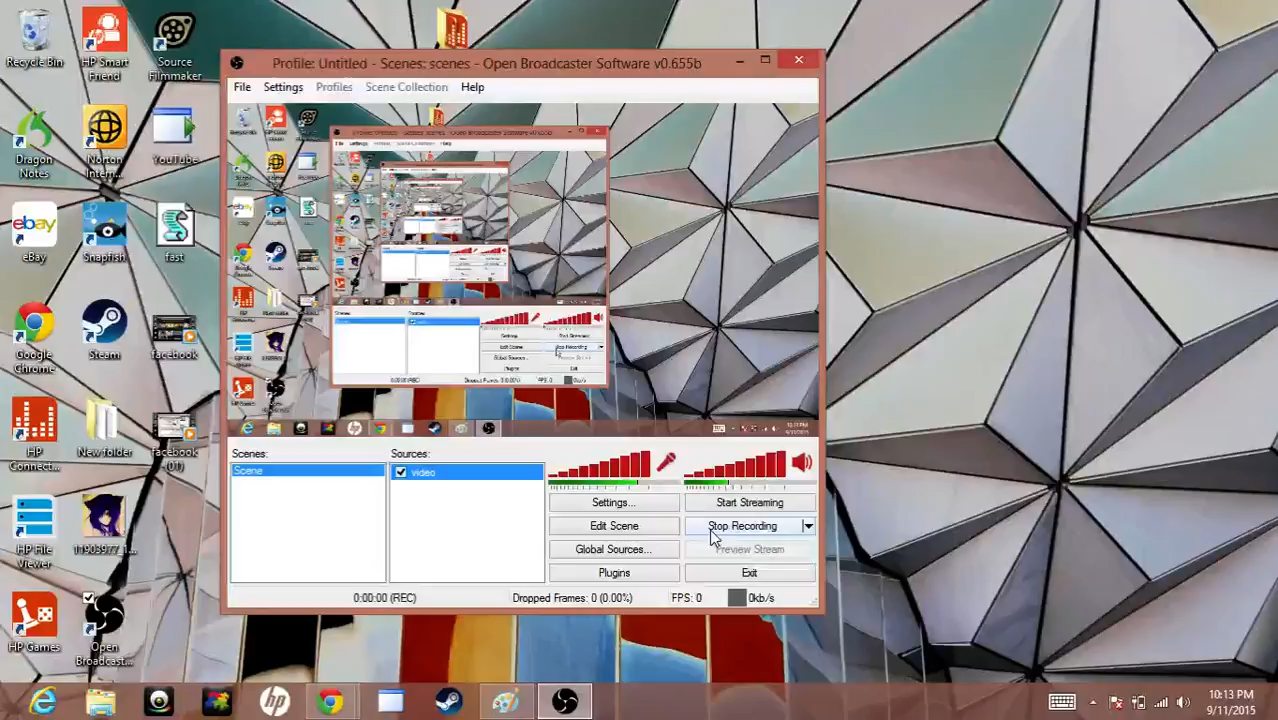 Recycle Bin
HP Smart
Friend
Source
Filmmaker
Dragon
Notes
Norton
Intern...
YouTube
ebay
eBay
Snapfish
fast
Google
Chrome
Steam
facebook
HP
Connect...
New folder
facebook
(01)
HP File
Viewer
11903977_1...
HP Games
Open
Broadcast...
Profile: Untitled - Scenes: scenes - Open Broadcaster Software v0.655b
File Settings Profiles Scene Collection Help
Scenes:
Scene
Sources:
video
Settings...
Start Streaming
Edit Scene
Stop Recording
Global Sources...
Preview Stream
Plugins
Exit
0:00:00 (REC)
Dropped Frames: 0 (0.00%)
FPS: 0
0kb/s
hp
10:13 PM
9/11/2015